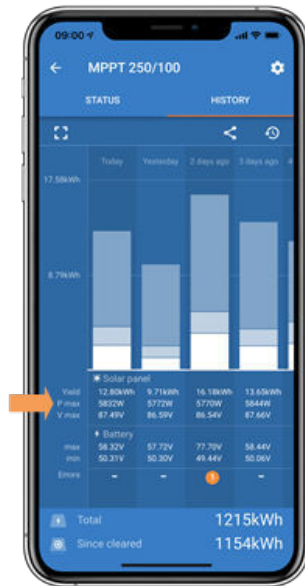 09:00
MPPT 250/100
STATUS HISTORY
Today Yesterday 2 days ago 3 days ago 4
17.58kWh
8.79kWh
Solar panel
Yield 12.80kWh 9.71kWh 16.18kWh 13.65kWh
P max 5832W 5772W 5770W 5844W
V max 87.49V 86.59V 86.54V 87.66V
Battery
max 58.32V 57.72V 77.70V 58.44V
min 50.31V 50.30V 49.44V 50.06V
Errors - - 1 -
Total 1215kWh
Since cleared 1154kWh